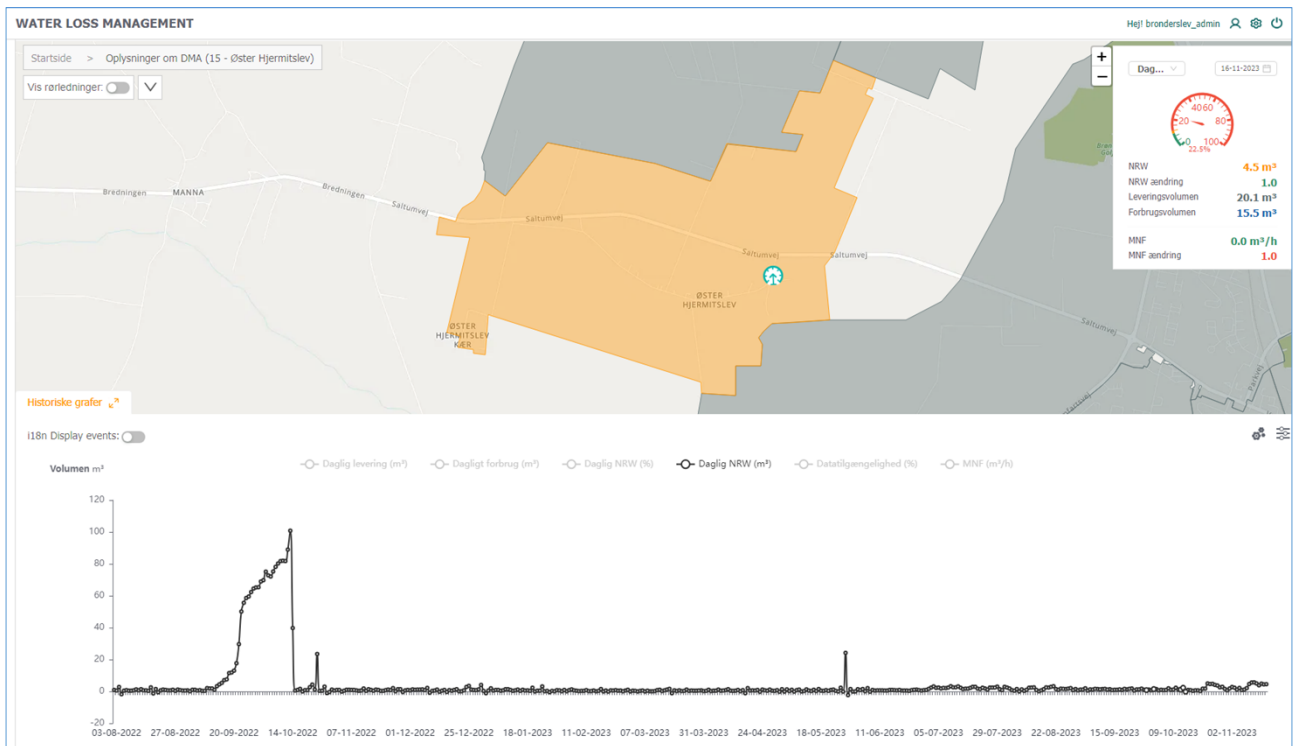 WATER LOSS MANAGEMENT
Hej! bronderslev_admin
Startside > Oplysninger om DMA (15 - Øster Hjermitslev)
Vis rørledninger:
+
−
Dag...
16-11-2023
40 60
20 80
0 100
22.5%
NRW 4.5 m³
NRW ændring 1.0
Leveringsvolumen 20.1 m³
Forbrugsvolumen 15.5 m³
MNF 0.0 m³/h
MNF ændring 1.0
Bredningen
MANNA
Bredningen
Saltumvej
Saltumvej
Saltumvej
Saltumvej
ØSTER
HJERMITSLEV
ØSTER
HJERMITSLEV
KÆR
Saltumvej
Parkvej
Historiske grafer
i18n Display events:
Volumen m³
Daglig levering (m³)
Dagligt forbrug (m³)
Daglig NRW (%)
Daglig NRW (m³)
Datatilgængelighed (%)
MNF (m³/h)
120
100
80
60
40
20
0
-20
03-08-2022
27-08-2022
20-09-2022
14-10-2022
07-11-2022
01-12-2022
25-12-2022
18-01-2023
11-02-2023
07-03-2023
31-03-2023
24-04-2023
18-05-2023
11-06-2023
05-07-2023
29-07-2023
22-08-2023
15-09-2023
09-10-2023
02-11-2023